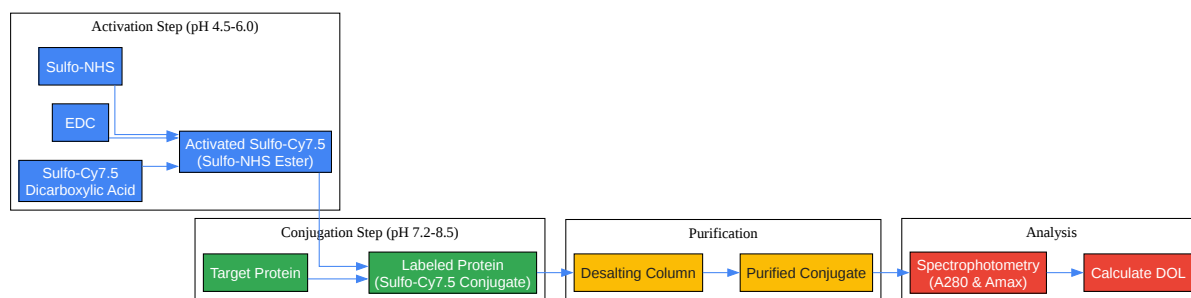 Activation Step (pH 4.5-6.0)
Sulfo-NHS
EDC
Activated Sulfo-Cy7.5
(Sulfo-NHS Ester)
Sulfo-Cy7.5
Dicarboxylic Acid
Conjugation Step (pH 7.2-8.5)
Target Protein
Labeled Protein
(Sulfo-Cy7.5 Conjugate)
Purification
Desalting Column
Purified Conjugate
Analysis
Spectrophotometry
(A280 & Amax)
Calculate DOL